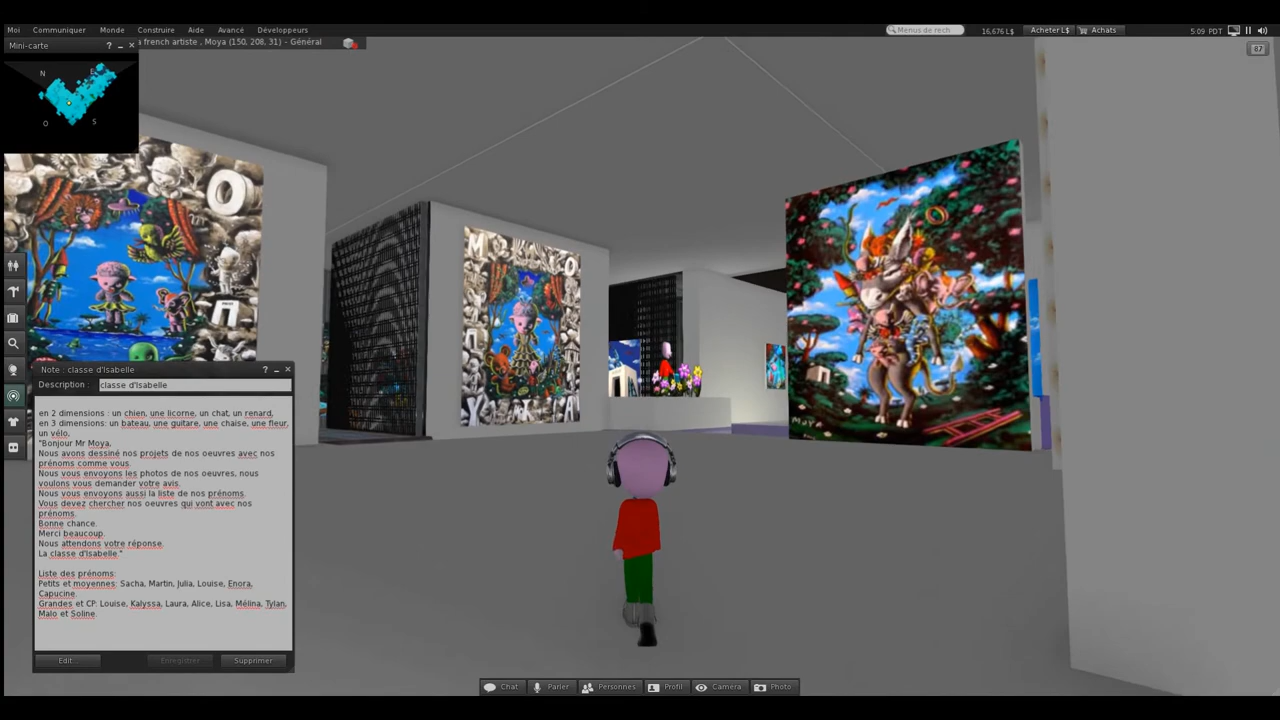 Moi Communiquer Monde Construire Aide Avancé Développeurs
Menus de rech
16,676 L$
Acheter L$
Achats
5:09 PDT
a french artiste , Moya (150, 208, 31) - Général
Mini-carte
? _ ×
87
N
E
O
S
O
M
O
Y
A
MOYA
Note : classe d'Isabelle
? _ ×
Description : classe d'Isabelle
en 2 dimensions : un chien, une licorne, un chat, un renard,
en 3 dimensions: un bateau, une guitare, une chaise, une fleur,
un vélo.
"Bonjour Mr Moya,
Nous avons dessiné nos projets de nos oeuvres avec nos
prénoms comme vous.
Nous vous envoyons les photos de nos oeuvres, nous
voulons vous demander votre avis.
Nous vous envoyons aussi la liste de nos prénoms.
Vous devez chercher nos oeuvres qui vont avec nos
prénoms.
Bonne chance.
Merci beaucoup.
Nous attendons votre réponse.
La classe d'Isabelle."
Liste des prénoms:
Petits et moyennes: Sacha, Martin, Julia, Louise, Enora,
Capucine.
Grandes et CP: Louise, Kalyssa, Laura, Alice, Lisa, Mélina, Tylan,
Malo et Soline.
Edit... Enregistrer Supprimer
Chat Parler Personnes Profil Caméra Photo